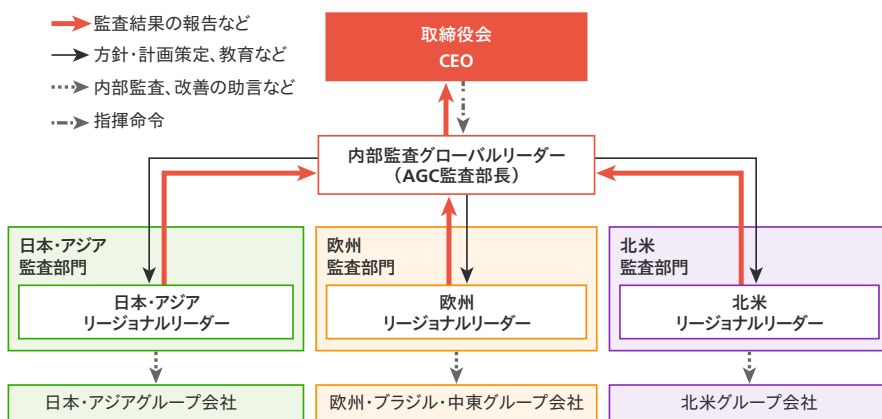 監査結果の報告など
方針・計画策定、教育など
内部監査、改善の助言など
指揮命令
取締役会
CEO
内部監査グローバルリーダー
（AGC監査部長）
日本・アジア
監査部門
日本・アジア
リージョナルリーダー
日本・アジアグループ会社
欧州
監査部門
欧州
リージョナルリーダー
欧州・ブラジル・中東グループ会社
北米
監査部門
北米
リージョナルリーダー
北米グループ会社